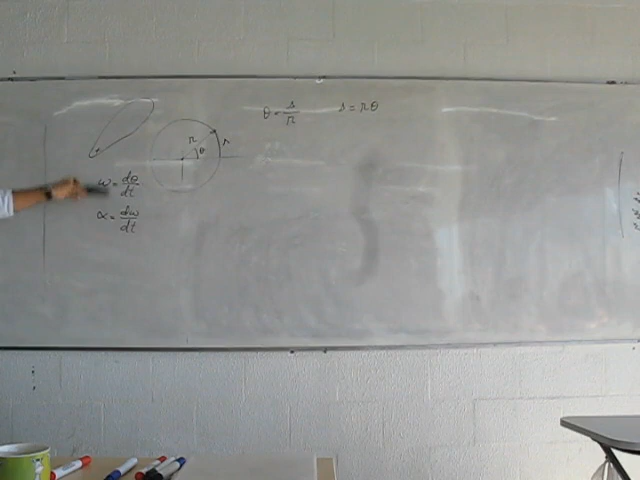 θ = s/r    s = rθ
r
θ
s
ω = dθ/dt
α = dω/dt